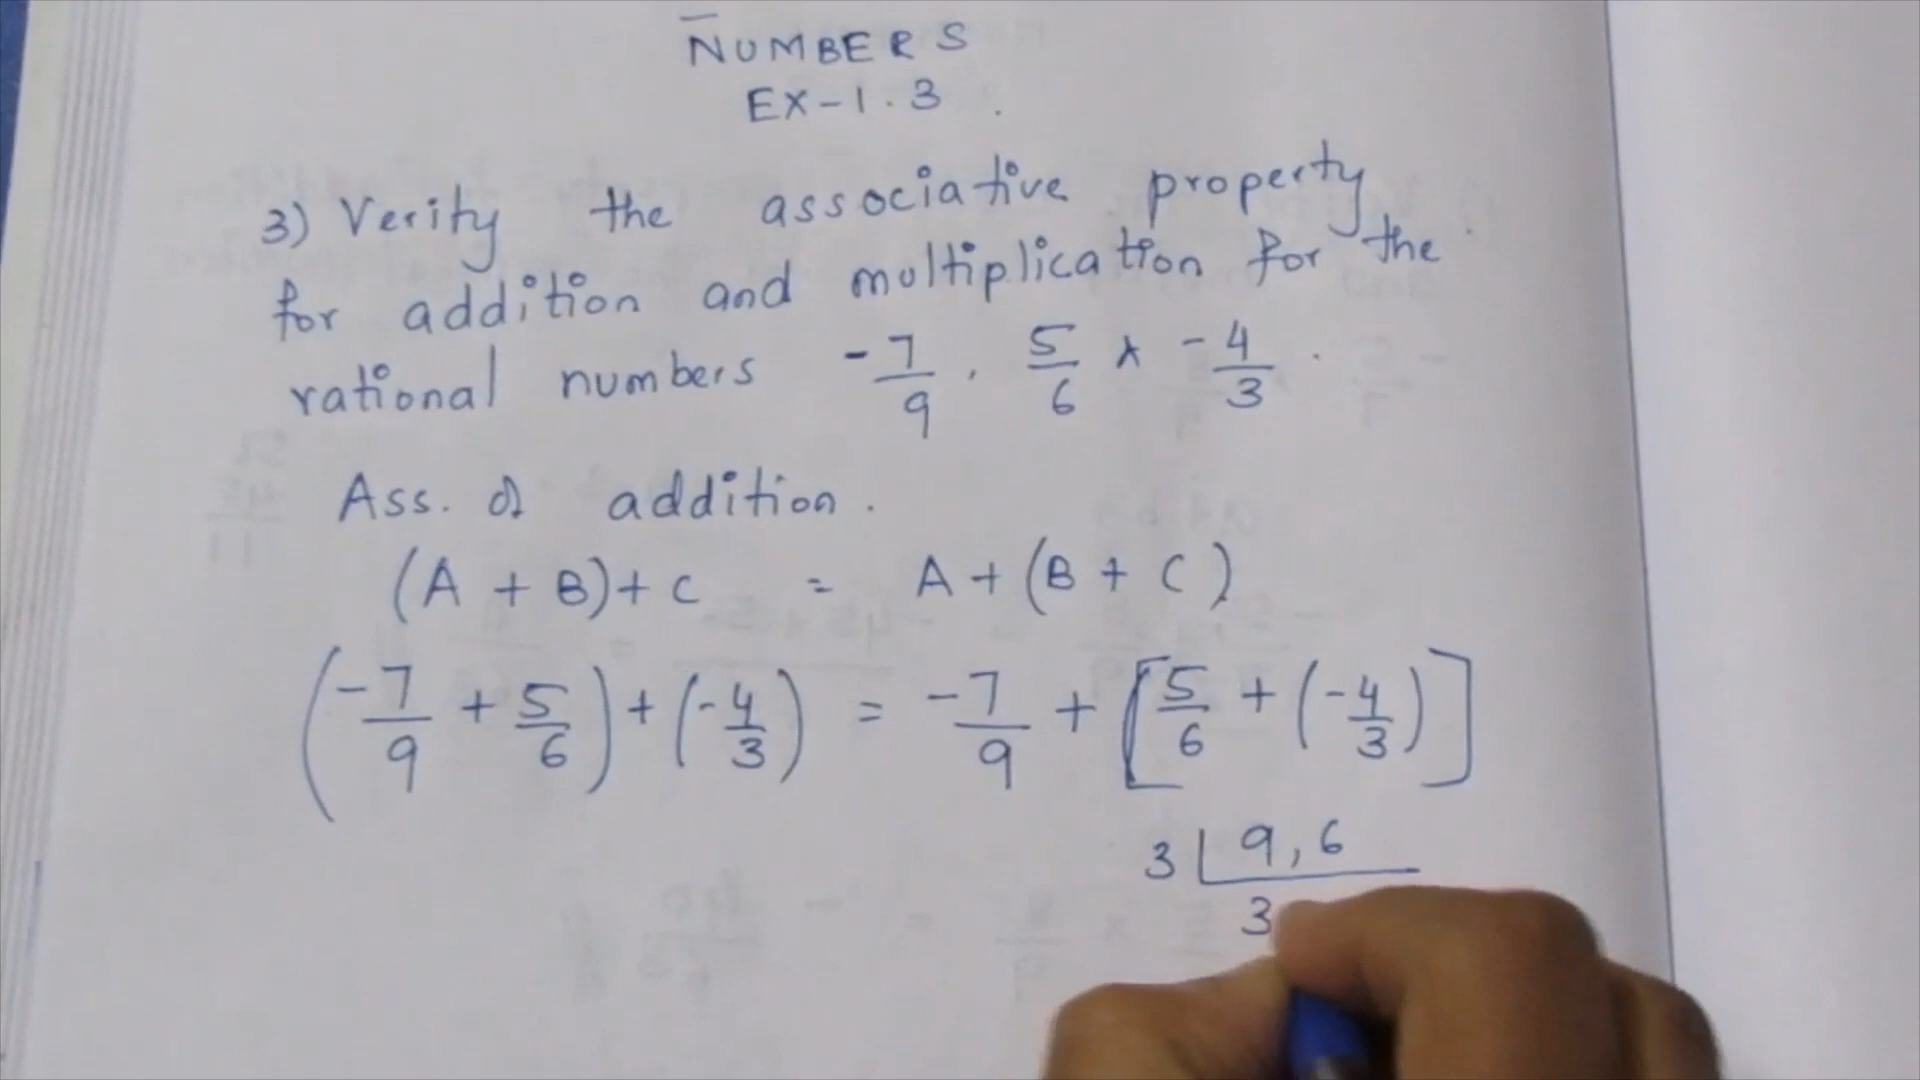 NUMBERS
EX-1.3
3) Verify the associative property
for addition and multiplication for the
rational numbers -7/9, 5/6 & -4/3.
Ass. of addition.
(A + B) + C = A + (B + C)
(-7/9 + 5/6) + (-4/3) = -7/9 + [5/6 + (-4/3)]
3 | 9, 6
3